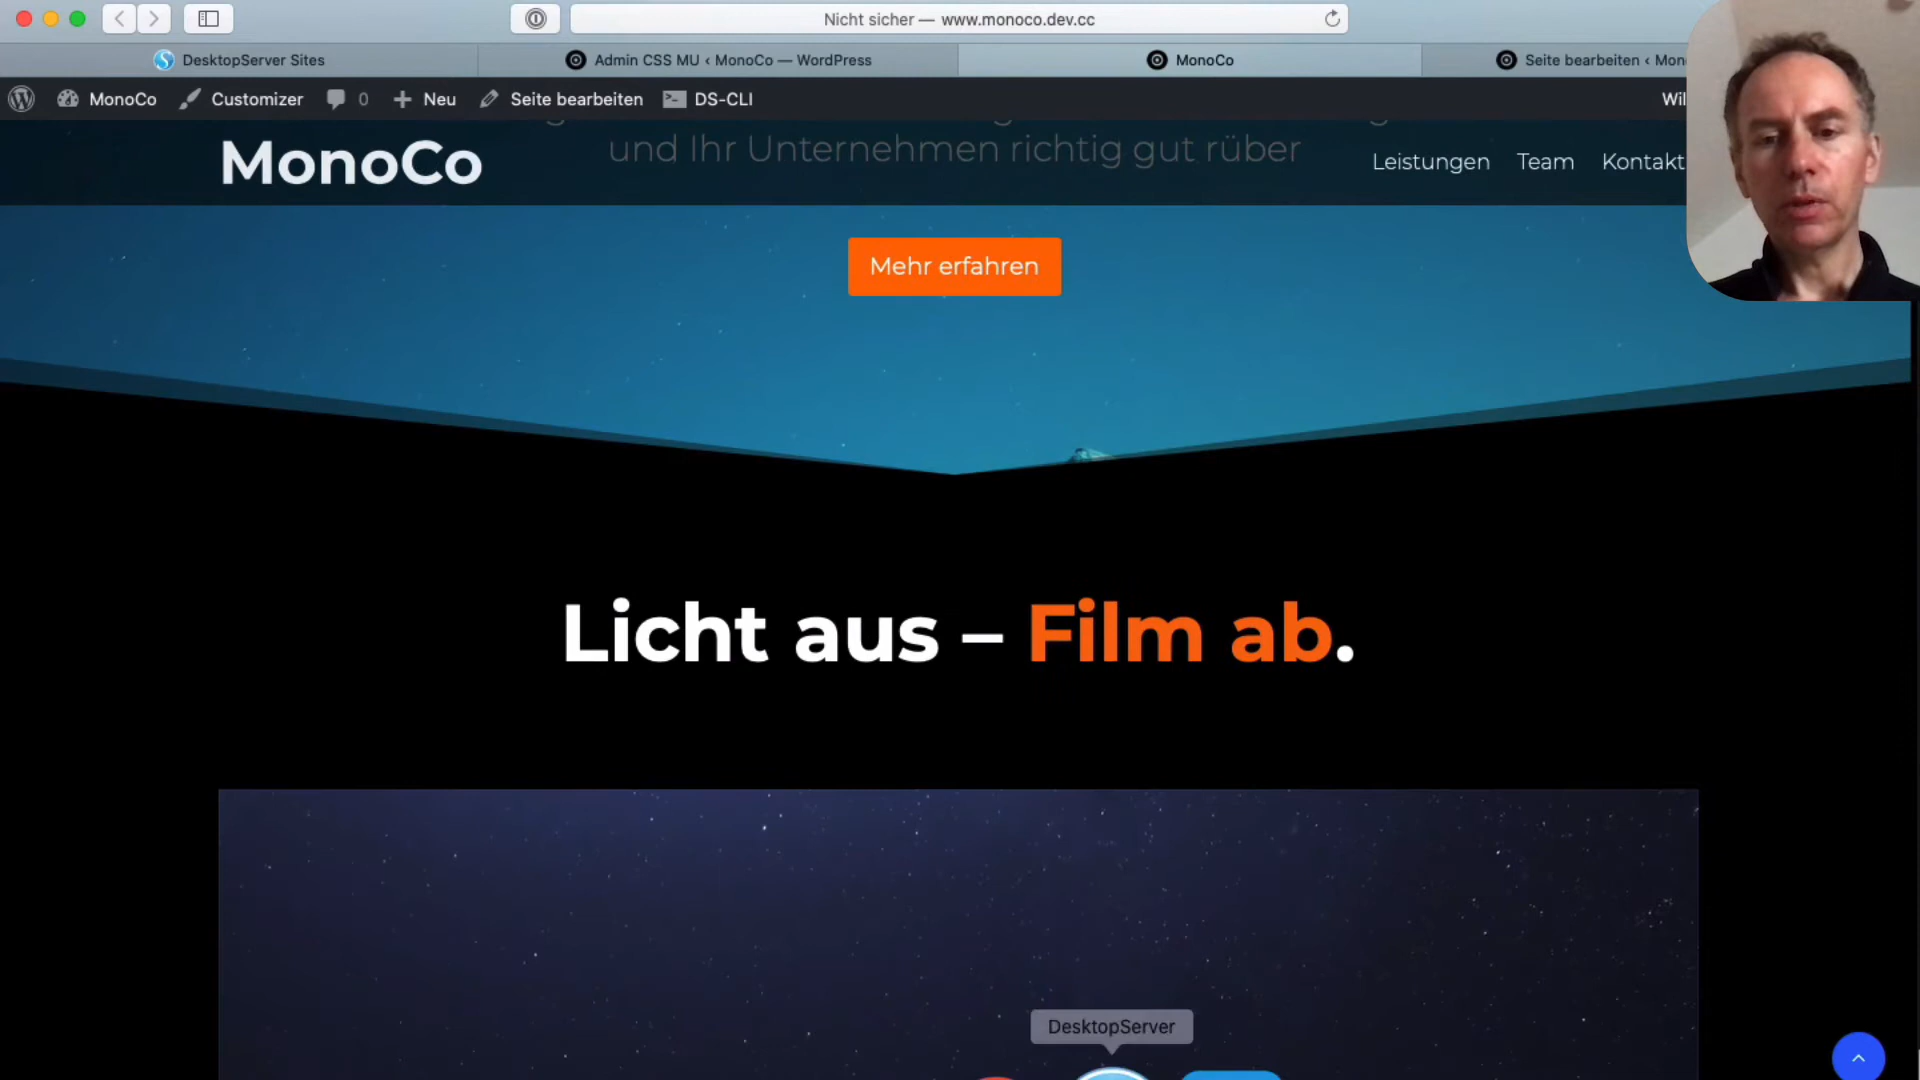 Nicht sicher — www.monoco.dev.cc
DesktopServer Sites
Admin CSS MU ‹ MonoCo — WordPress
MonoCo
Seite bearbeiten ‹ Mon
MonoCo
Customizer
0
Neu
Seite bearbeiten
DS-CLI
Wil
MonoCo
und Ihr Unternehmen richtig gut rüber
Leistungen
Team
Kontakt
Mehr erfahren
Licht aus – Film ab.
DesktopServer